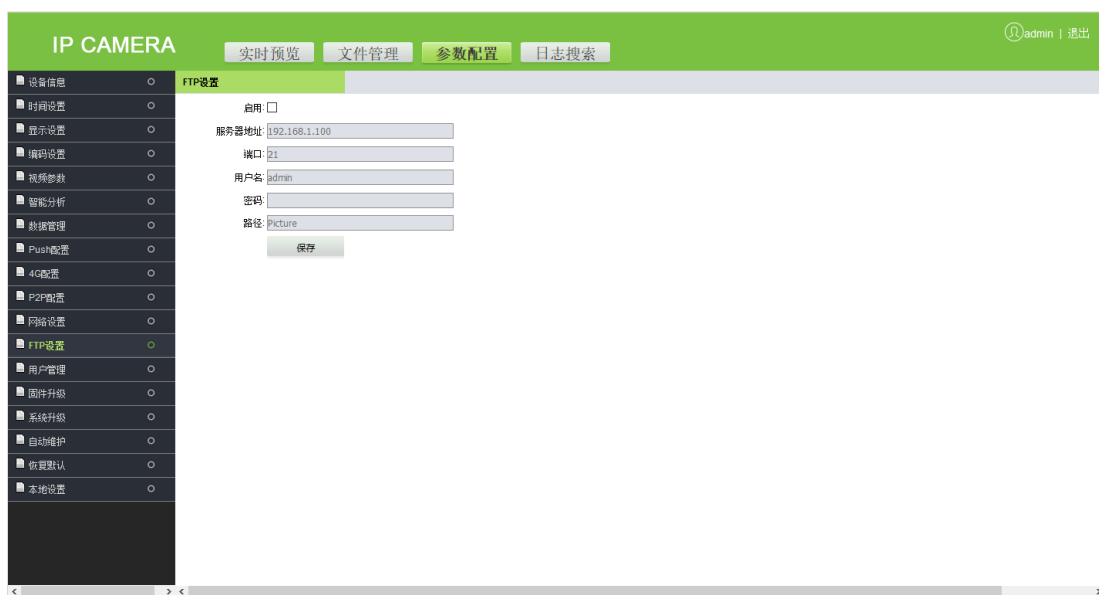 IP CAMERA
实时预览 文件管理 参数配置 日志搜索
admin | 退出
设备信息
时间设置
显示设置
编码设置
视频参数
智能分析
数据管理
Push配置
4G配置
P2P配置
网络设置
FTP设置
用户管理
固件升级
系统升级
自动维护
恢复默认
本地设置
FTP设置
启用:
服务器地址: 192.168.1.100
端口: 21
用户名: admin
密码:
路径: Picture
保存